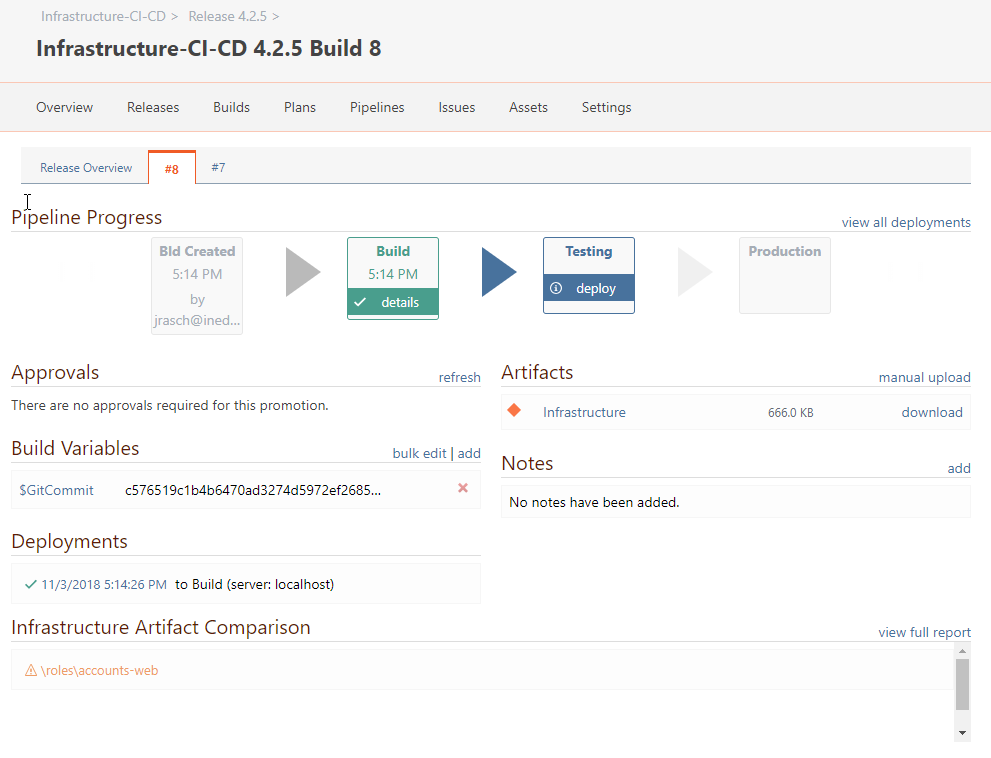 Infrastructure-CI-CD > Release 4.2.5 >
Infrastructure-CI-CD 4.2.5 Build 8
Overview Releases Builds Plans Pipelines Issues Assets Settings
Release Overview #8 #7
Pipeline Progress
view all deployments
Bld Created
5:14 PM
by
jrasch@ined...
Build
5:14 PM
details
Testing
deploy
Production
Approvals
refresh
There are no approvals required for this promotion.
Build Variables
bulk edit | add
$GitCommit c576519c1b4b6470ad3274d5972ef2685...
Deployments
11/3/2018 5:14:26 PM to Build (server: localhost)
Artifacts
manual upload
Infrastructure 666.0 KB download
Notes
add
No notes have been added.
Infrastructure Artifact Comparison
view full report
\roles\accounts-web